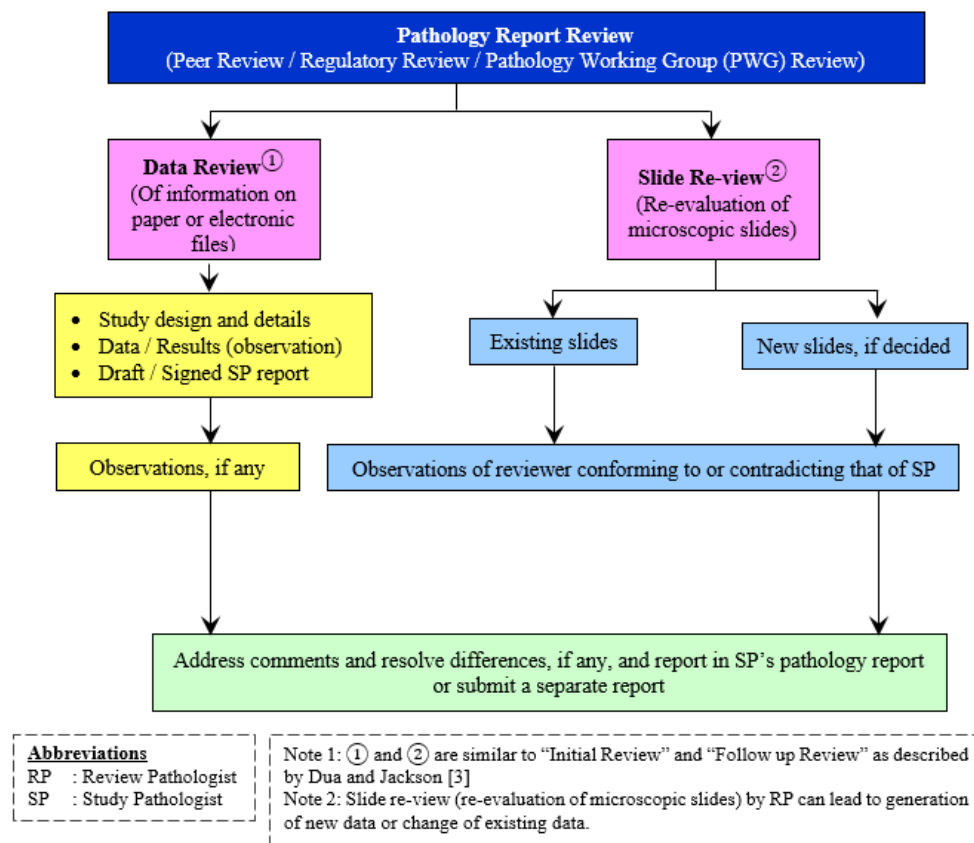 Pathology Report Review
(Peer Review / Regulatory Review / Pathology Working Group (PWG) Review)
Data Review①
(Of information on
paper or electronic
files)
Slide Re-view②
(Re-evaluation of
microscopic slides)
• Study design and details
• Data / Results (observation)
• Draft / Signed SP report
Existing slides
New slides, if decided
Observations, if any
Observations of reviewer conforming to or contradicting that of SP
Address comments and resolve differences, if any, and report in SP’s pathology report
or submit a separate report
Abbreviations
RP : Review Pathologist
SP : Study Pathologist
Note 1: ① and ② are similar to “Initial Review” and “Follow up Review” as described
by Dua and Jackson [3]
Note 2: Slide re-view (re-evaluation of microscopic slides) by RP can lead to generation
of new data or change of existing data.